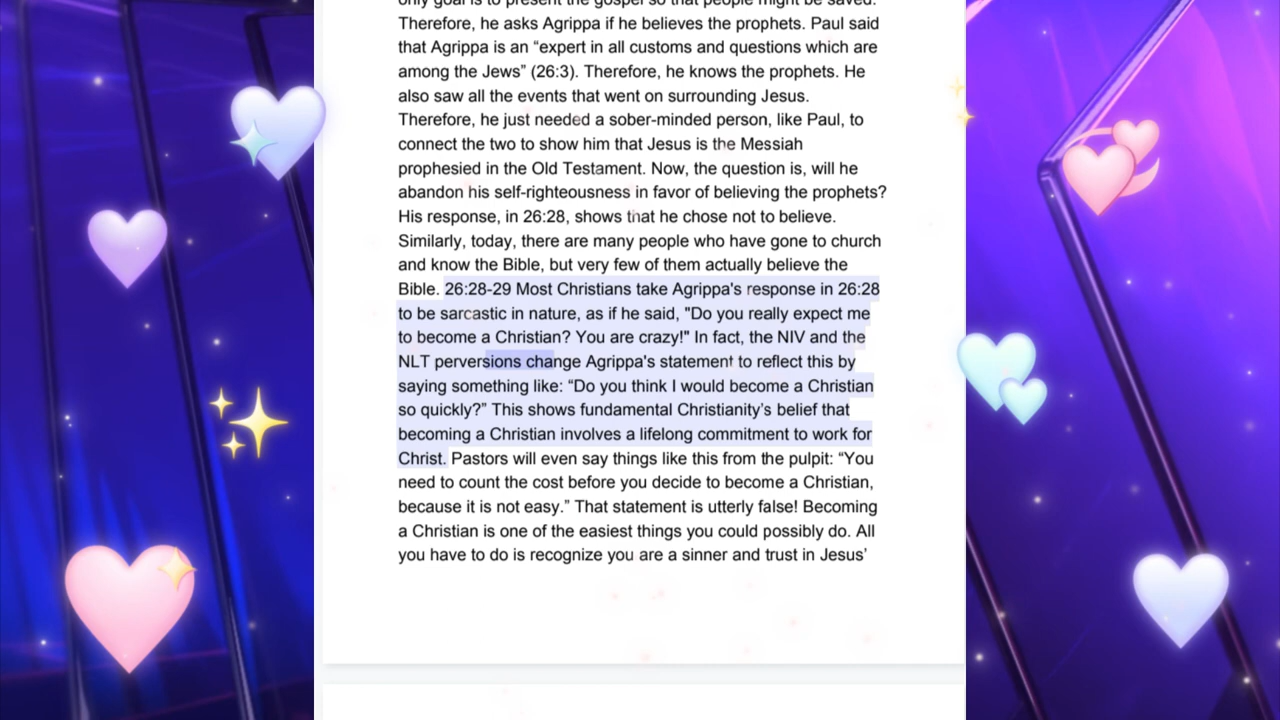 only goal is to present the gospel so that people might be saved.
Therefore, he asks Agrippa if he believes the prophets. Paul said
that Agrippa is an “expert in all customs and questions which are
among the Jews” (26:3). Therefore, he knows the prophets. He
also saw all the events that went on surrounding Jesus.
Therefore, he just needed a sober-minded person, like Paul, to
connect the two to show him that Jesus is the Messiah
prophesied in the Old Testament. Now, the question is, will he
abandon his self-righteousness in favor of believing the prophets?
His response, in 26:28, shows that he chose not to believe.
Similarly, today, there are many people who have gone to church
and know the Bible, but very few of them actually believe the
Bible. 26:28-29 Most Christians take Agrippa's response in 26:28
to be sarcastic in nature, as if he said, "Do you really expect me
to become a Christian? You are crazy!" In fact, the NIV and the
NLT perversions change Agrippa's statement to reflect this by
saying something like: “Do you think I would become a Christian
so quickly?” This shows fundamental Christianity’s belief that
becoming a Christian involves a lifelong commitment to work for
Christ. Pastors will even say things like this from the pulpit: “You
need to count the cost before you decide to become a Christian,
because it is not easy.” That statement is utterly false! Becoming
a Christian is one of the easiest things you could possibly do. All
you have to do is recognize you are a sinner and trust in Jesus’